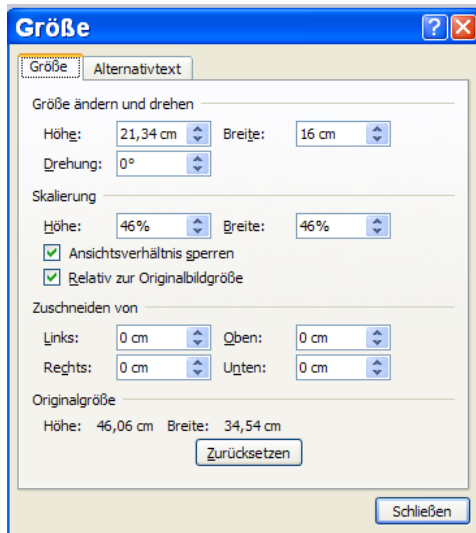 Größe
Größe Alternativtext
Größe ändern und drehen
Höhe: 21,34 cm Breite: 16 cm
Drehung: 0°
Skalierung
Höhe: 46% Breite: 46%
Ansichtsverhältnis sperren
Relativ zur Originalbildgröße
Zuschneiden von
Links: 0 cm Oben: 0 cm
Rechts: 0 cm Unten: 0 cm
Originalgröße
Höhe: 46,06 cm Breite: 34,54 cm
Zurücksetzen
Schließen